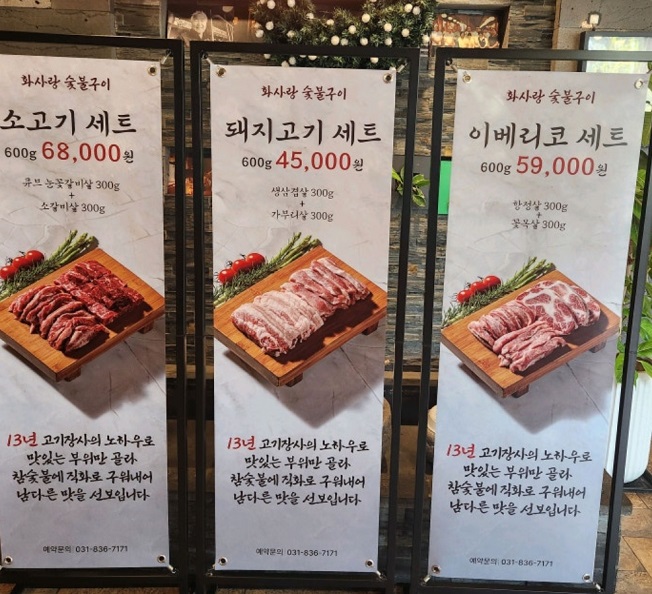 화사랑 숯불구이
소고기 세트
600g 68,000원
큐브 눈꽃갈비살 300g
+
소갈비살 300g
13년 고기장사의 노하우로
맛있는 부위만 골라
참숯불에 직화로 구워내어
남다른 맛을 선보입니다
예약문의: 031-836-7171
화사랑 숯불구이
돼지고기 세트
600g 45,000원
생삼겹살 300g
+
가부리살 300g
13년 고기장사의 노하우로
맛있는 부위만 골라
참숯불에 직화로 구워내어
남다른 맛을 선보입니다
예약문의: 031-836-7171
화사랑 숯불구이
이베리코 세트
600g 59,000원
항정살 300g
+
꽃목살 300g
13년 고기장사의 노하우로
맛있는 부위만 골라
참숯불에 직화로 구워내어
남다른 맛을 선보입니다
예약문의: 031-836-7171